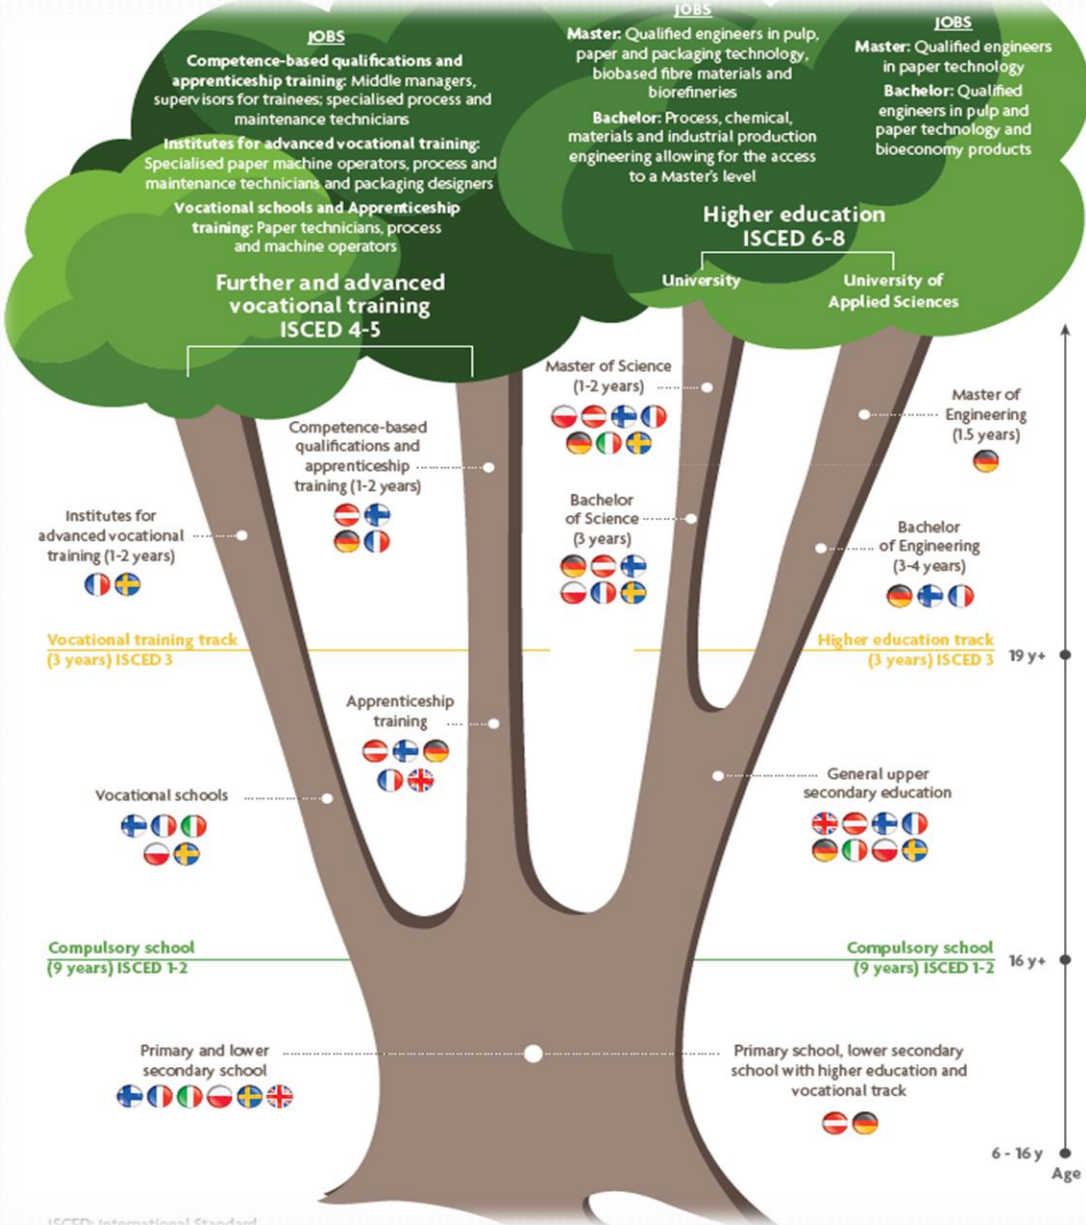 JOBS
Competence-based qualifications and
apprenticeship training: Middle managers,
supervisors for trainees; specialised process and
maintenance technicians
Institutes for advanced vocational training:
Specialised paper machine operators, process and
maintenance technicians and packaging designers
Vocational schools and Apprenticeship
training: Paper technicians, process
and machine operators
Further and advanced
vocational training
ISCED 4-5
JOBS
Master: Qualified engineers in pulp,
paper and packaging technology,
biobased fibre materials and
biorefineries
Bachelor: Process, chemical,
materials and industrial production
engineering allowing for the access
to a Master's level
JOBS
Master: Qualified engineers
in paper technology
Bachelor: Qualified
engineers in pulp and
paper technology and
bioeconomy products
Higher education
ISCED 6-8
University
University of
Applied Sciences
Master of Science
(1-2 years)
Master of
Engineering
(1.5 years)
Competence-based
qualifications and
apprenticeship
training (1-2 years)
Institutes for
advanced vocational
training (1-2 years)
Bachelor
of Science
(3 years)
Bachelor
of Engineering
(3-4 years)
Vocational training track
(3 years) ISCED 3
Higher education track
(3 years) ISCED 3
19 y+
Apprenticeship
training
Vocational schools
General upper
secondary education
Compulsory school
(9 years) ISCED 1-2
Compulsory school
(9 years) ISCED 1-2
16 y+
Primary and lower
secondary school
Primary school, lower secondary
school with higher education and
vocational track
6 - 16 y
Age
ISCED: International Standard